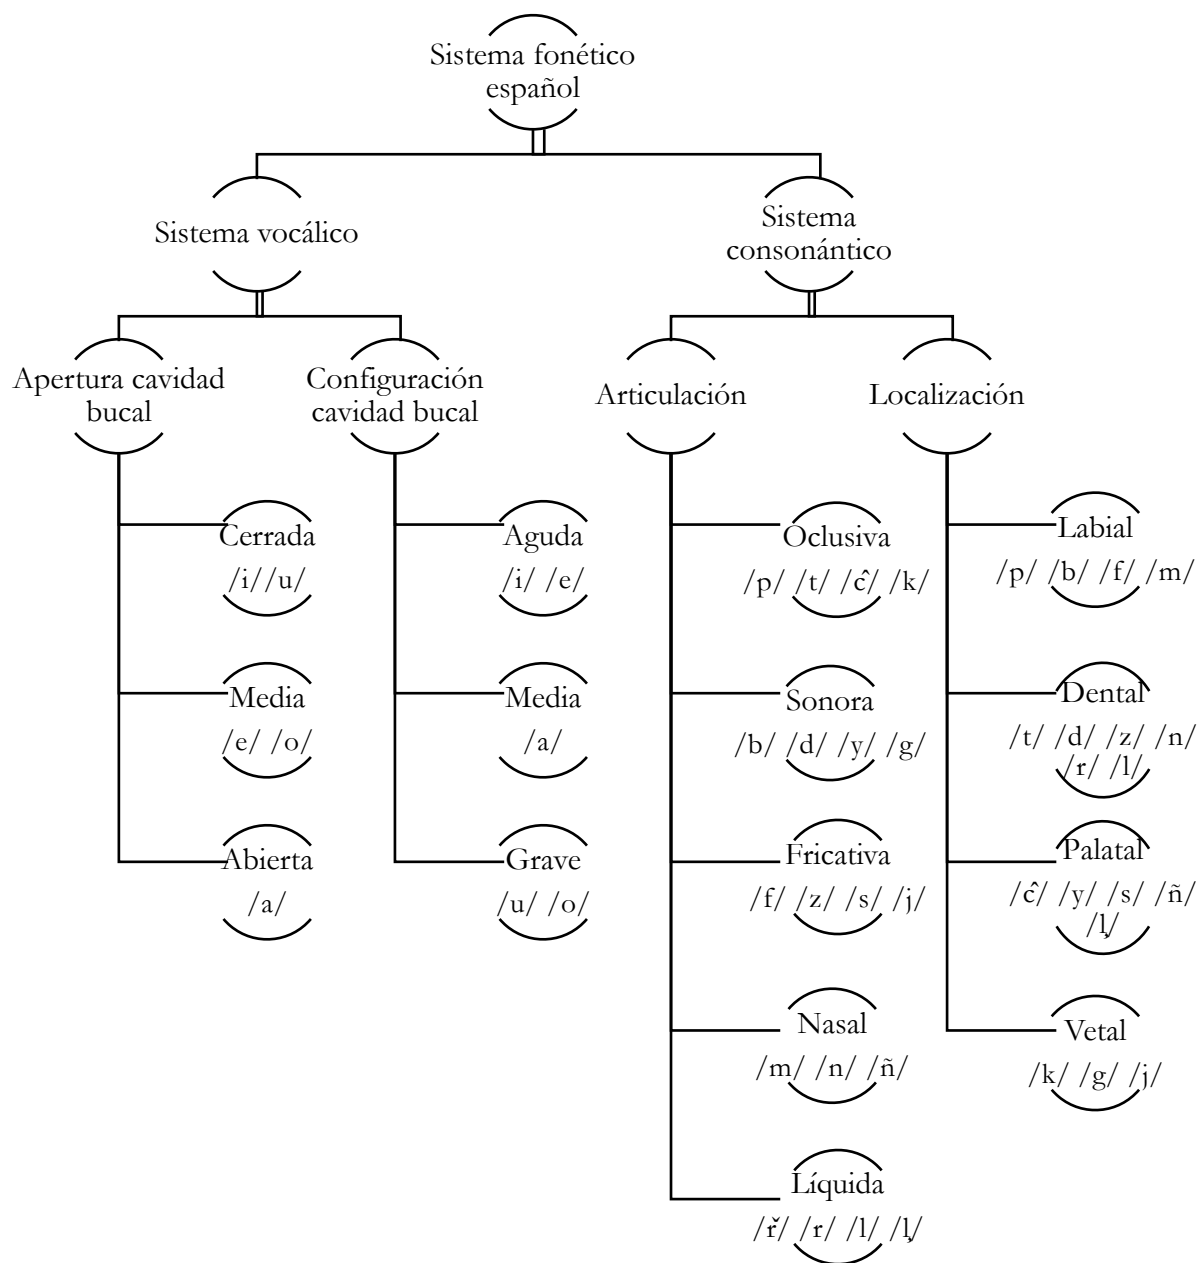 Sistema fonético
español
Sistema vocálico
Sistema
consonántico
Apertura cavidad
bucal
Configuración
cavidad bucal
Articulación
Localización
Cerrada
/i//u/
Media
/e/ /o/
Abierta
/a/
Aguda
/i/ /e/
Media
/a/
Grave
/u/ /o/
Oclusiva
/p/ /t/ /ĉ/ /k/
Sonora
/b/ /d/ /y/ /g/
Fricativa
/f/ /z/ /s/ /j/
Nasal
/m/ /n/ /ñ/
Líquida
/ř/ /r/ /l/ /l̦/
Labial
/p/ /b/ /f/ /m/
Dental
/t/ /d/ /z/ /n/
/r/ /l/
Palatal
/ĉ/ /y/ /s/ /ñ/
/l̦/
Vetal
/k/ /g/ /j/